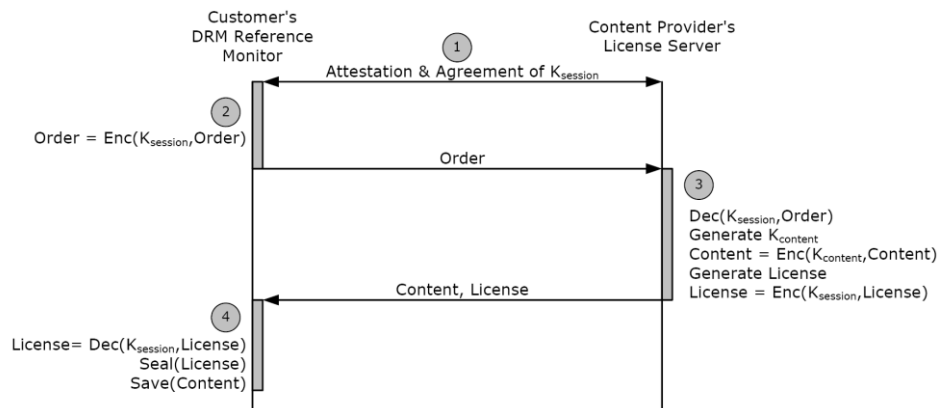 Customer's
DRM Reference
Monitor
Content Provider's
License Server
1
Attestation & Agreement of Ksession
2
Order = Enc(Ksession,Order)
Order
3
Dec(Ksession,Order)
Generate Kcontent
Content = Enc(Kcontent,Content)
Generate License
License = Enc(Ksession,License)
Content, License
4
License= Dec(Ksession,License)
Seal(License)
Save(Content)